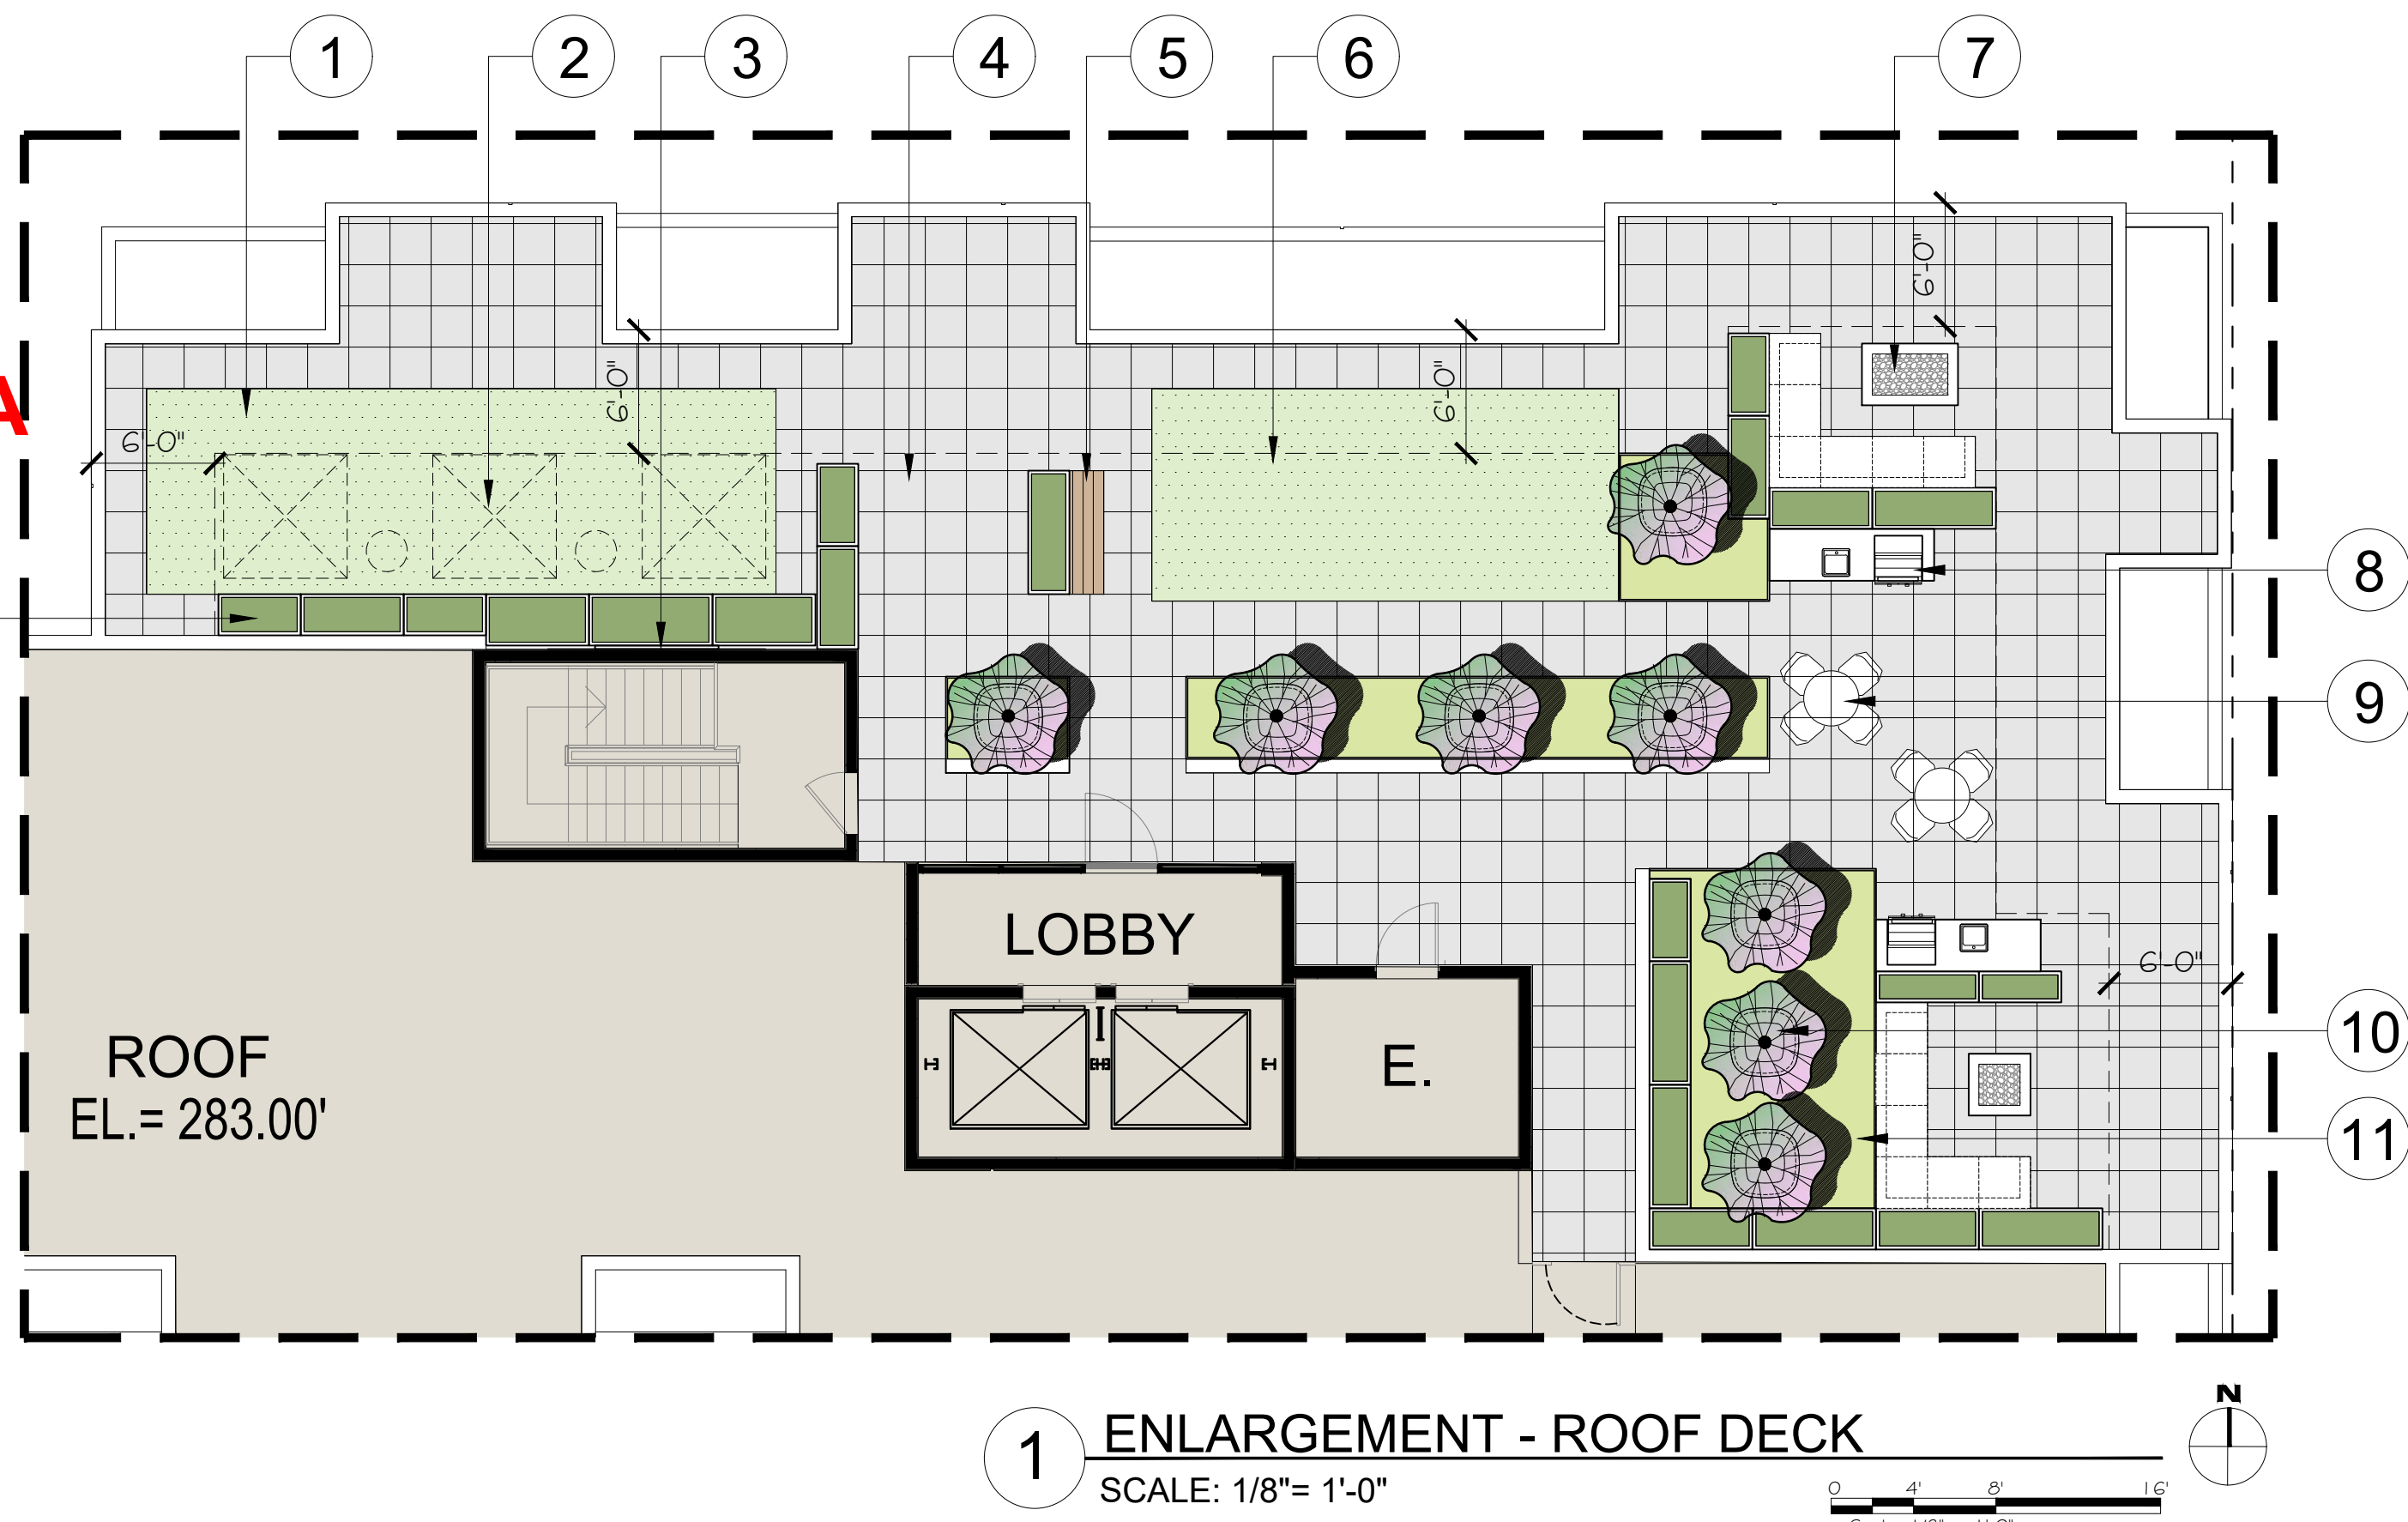 1
2
3
4
5
6
7
6'-0"
6'-0"
6'-0"
A
6'-0"
8
9
LOBBY
6'-0"
10
ROOF
E.
EL.= 283.00'
11
N
1
ENLARGEMENT - ROOF DECK
SCALE: 1/8"= 1'-0"
0 4' 8' 16'